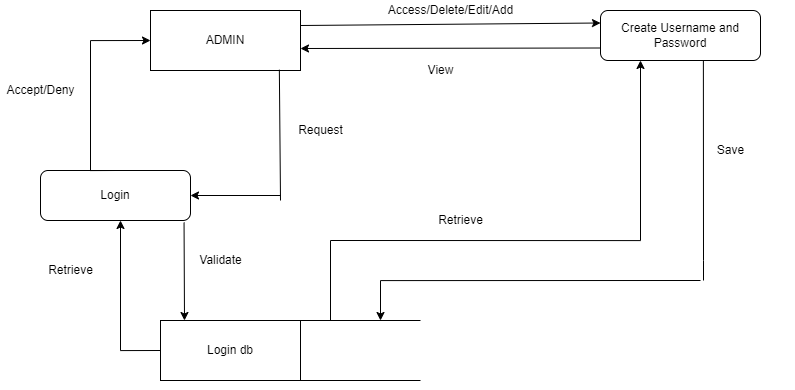 Access/Delete/Edit/Add
ADMIN
Create Username and
Password
View
Accept/Deny
Request
Save
Login
Retrieve
Validate
Retrieve
Login db